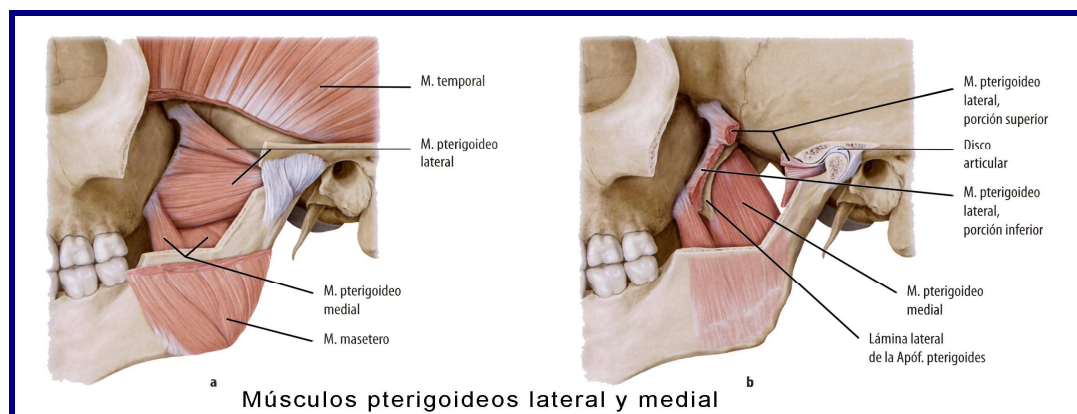 M. temporal
M. pterigoideo
lateral
M. pterigoideo
medial
M. masetero
a
M. pterigoideo
lateral,
porción superior
Disco
articular
M. pterigoideo
lateral,
porción inferior
M. pterigoideo
medial
Lámina lateral
de la Apóf. pterigoides
b
Músculos pterigoideos lateral y medial